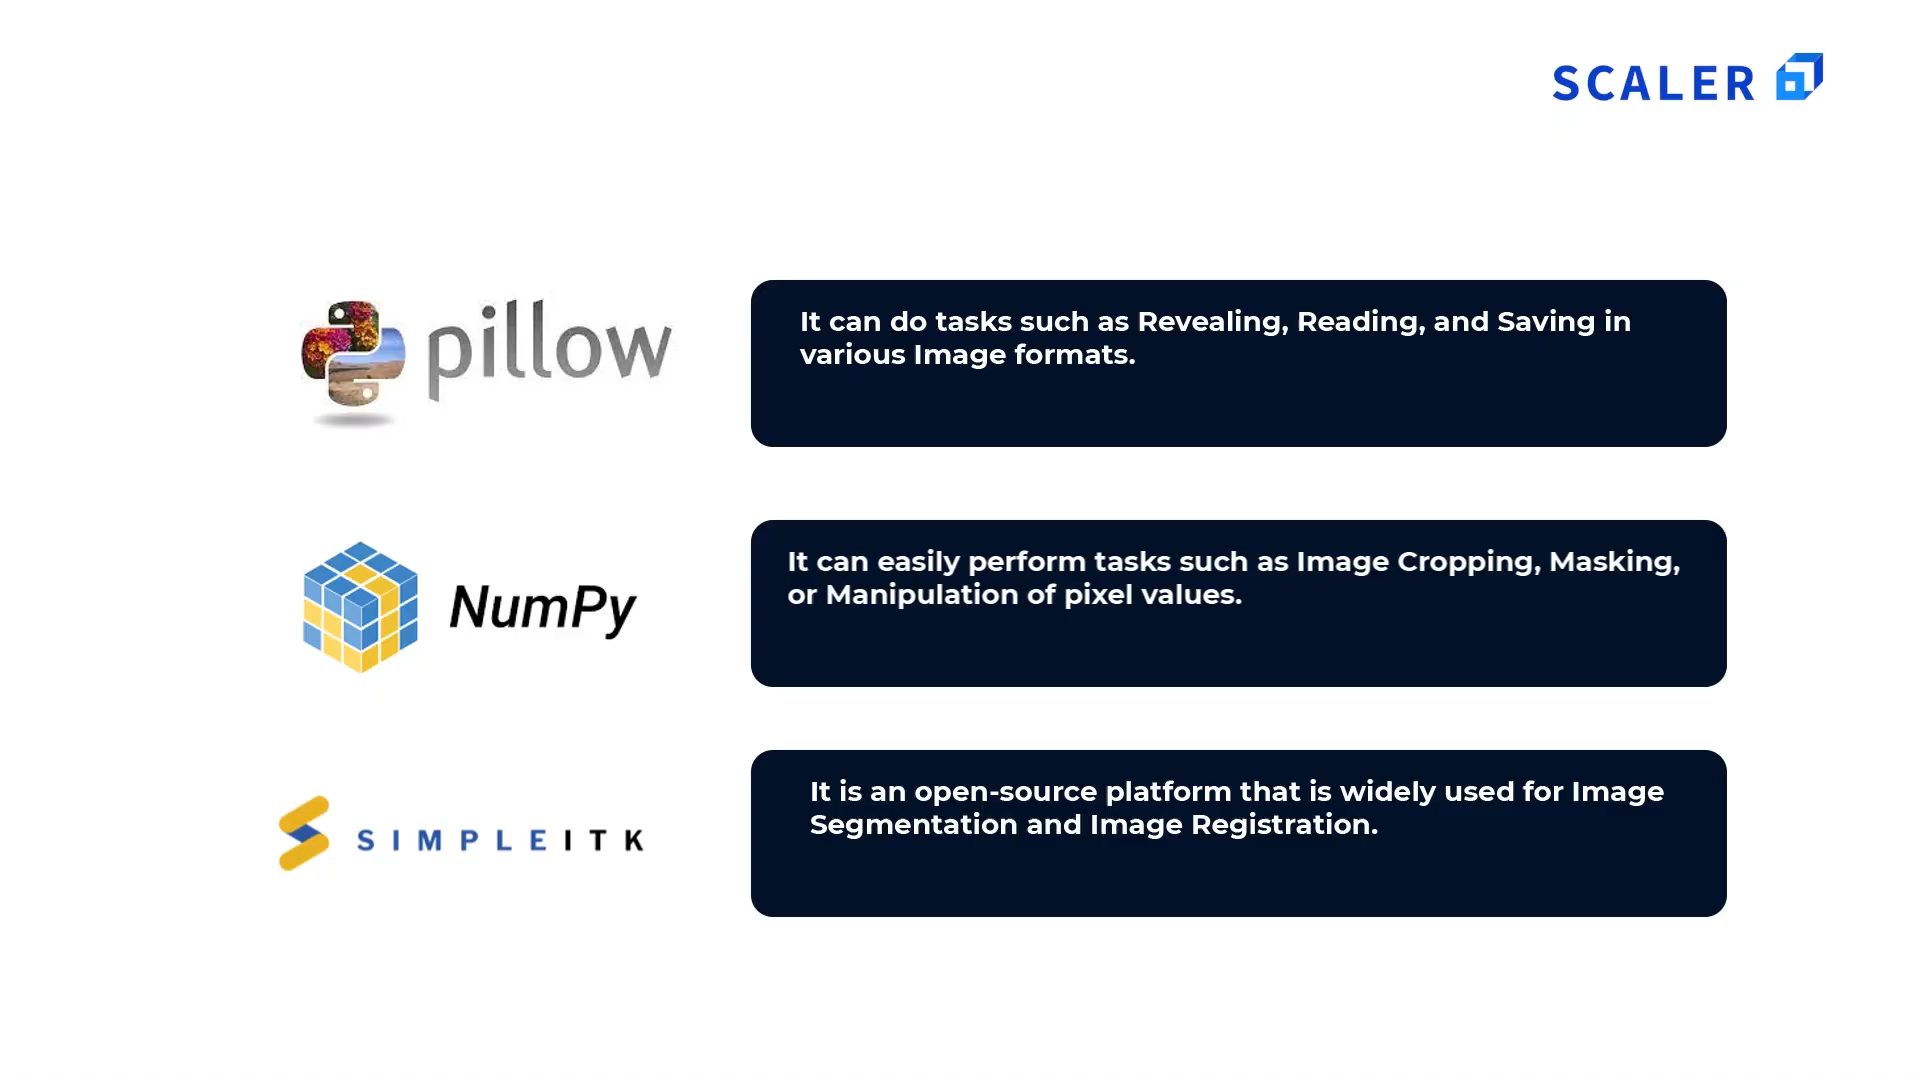 SCALER
pillow
It can do tasks such as Revealing, Reading, and Saving in
various Image formats.
NumPy
It can easily perform tasks such as Image Cropping, Masking,
or Manipulation of pixel values.
SIMPLEITK
It is an open-source platform that is widely used for Image
Segmentation and Image Registration.